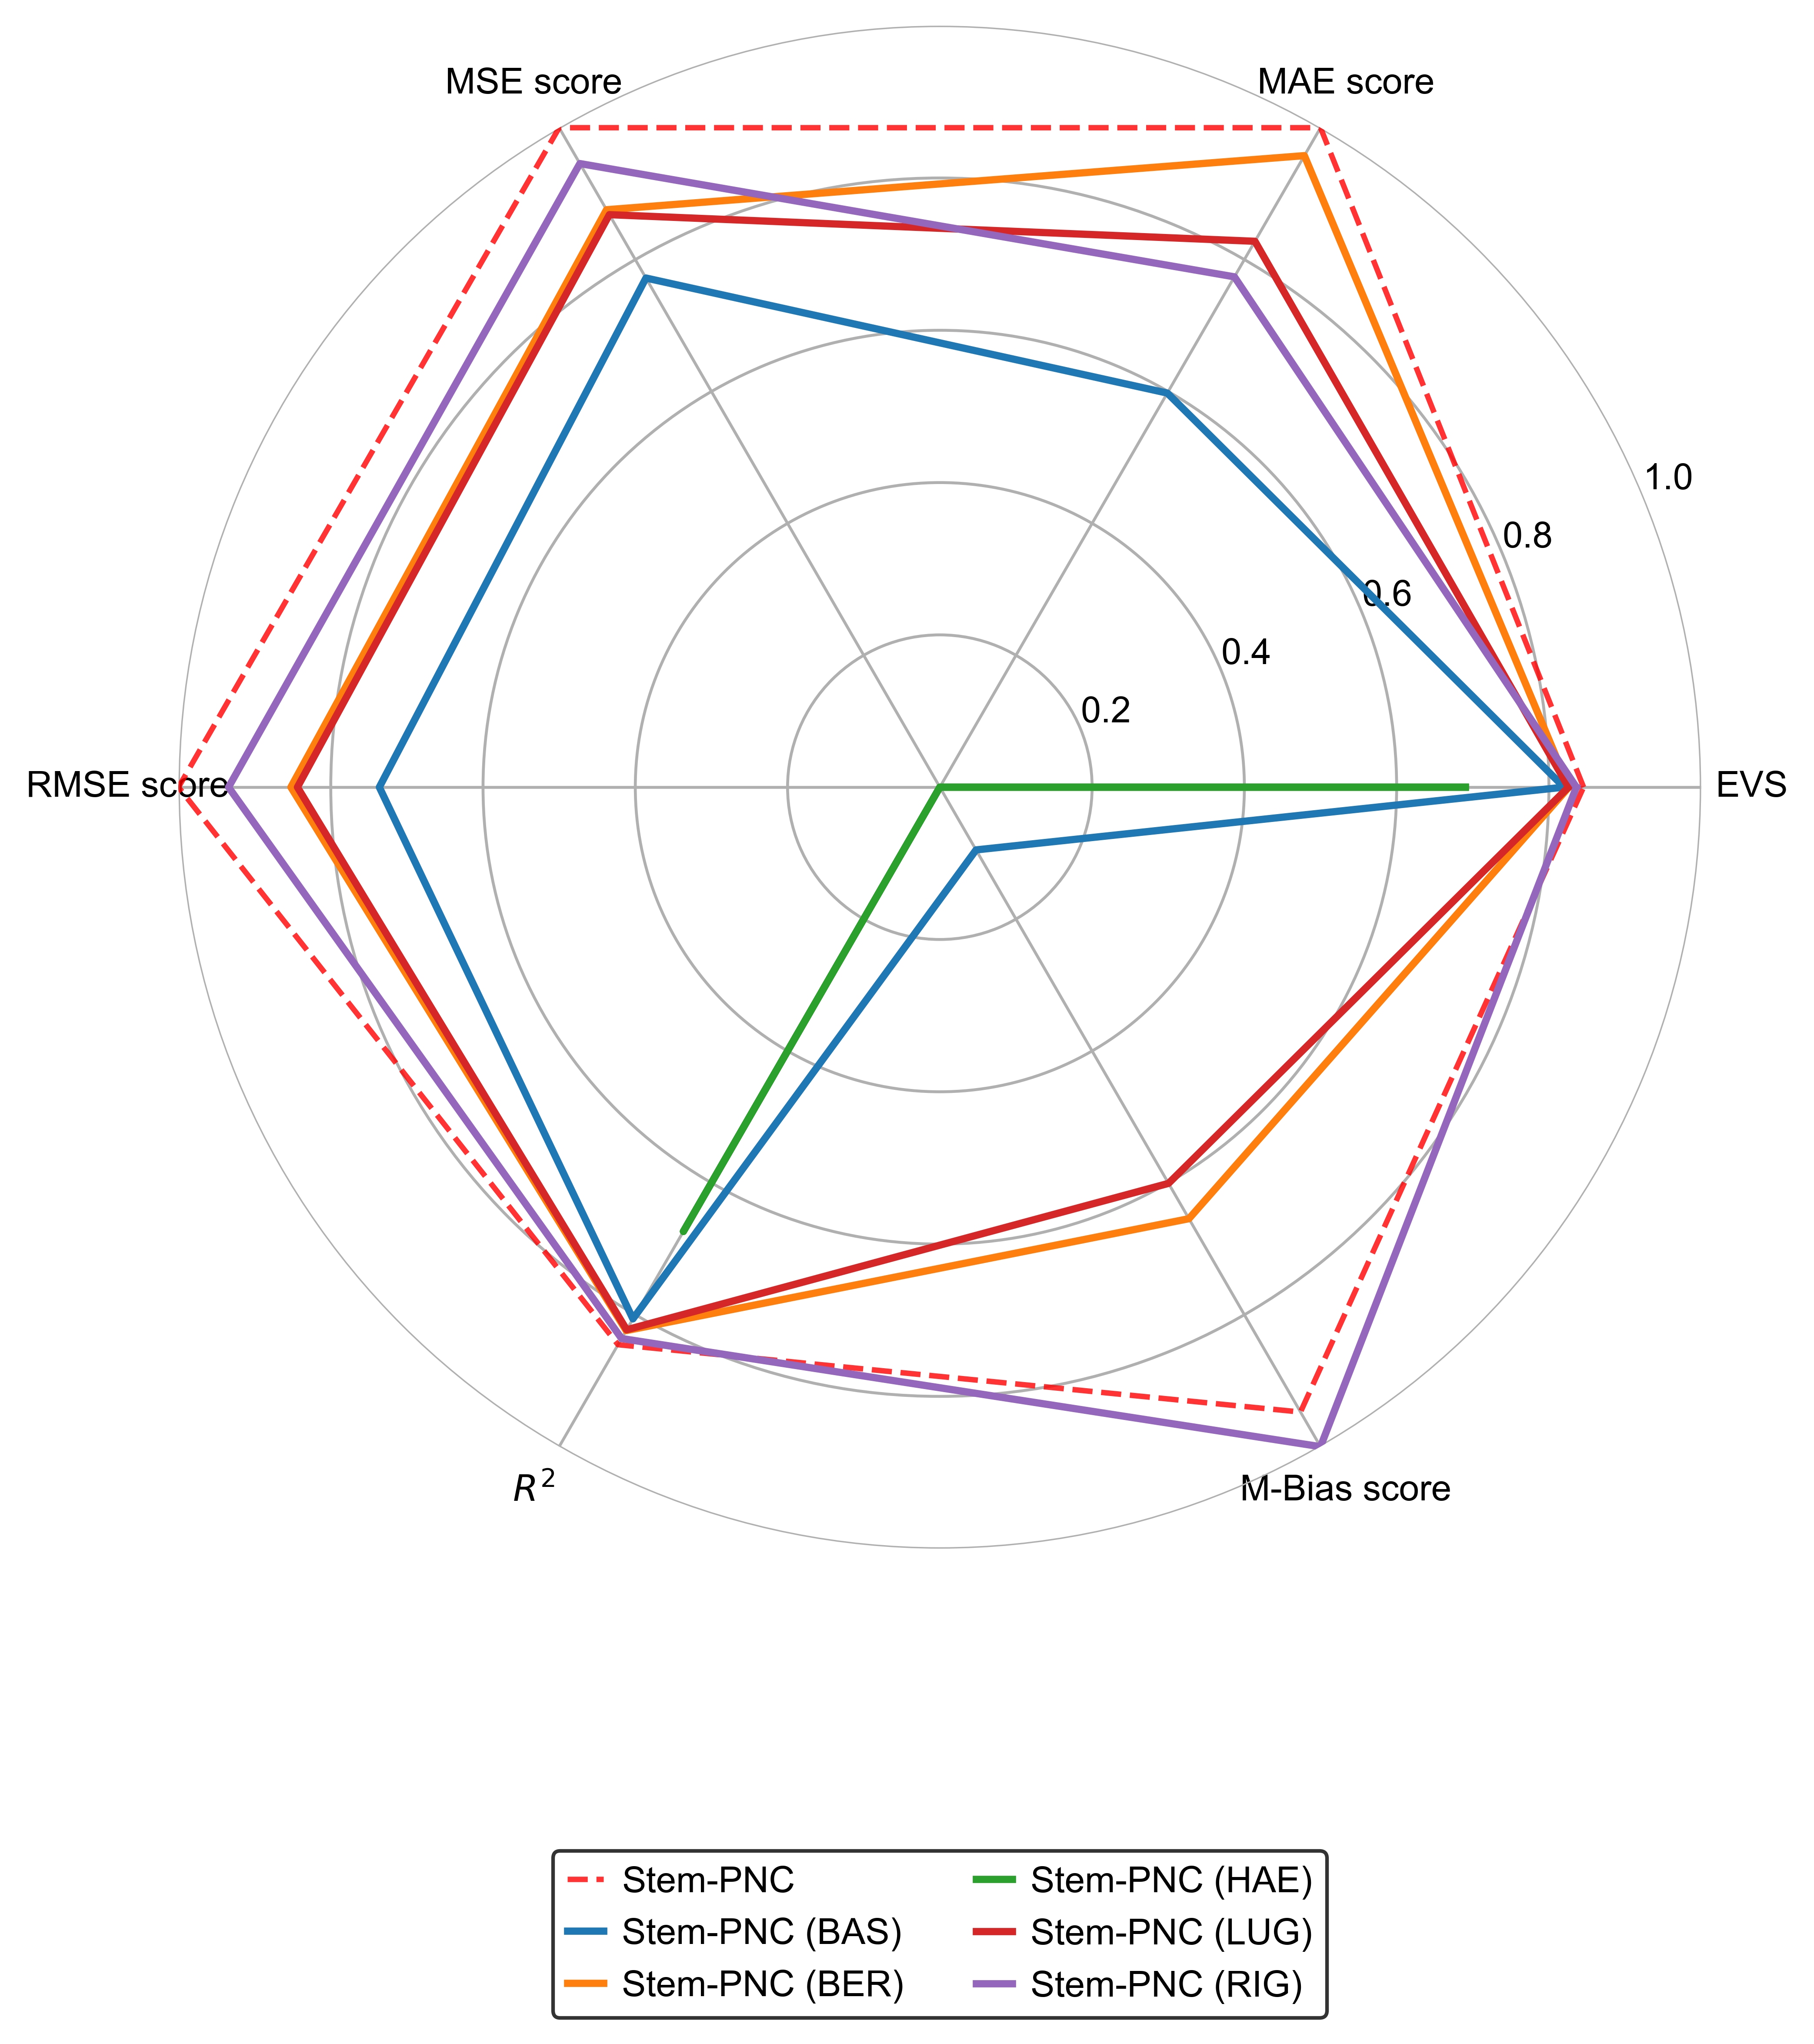 MSE score
MAE score
1.0
0.8
0.6
0.4
0.2
RMSE score
EVS
R²
M-Bias score
Stem-PNC
Stem-PNC (BAS)
Stem-PNC (BER)
Stem-PNC (HAE)
Stem-PNC (LUG)
Stem-PNC (RIG)